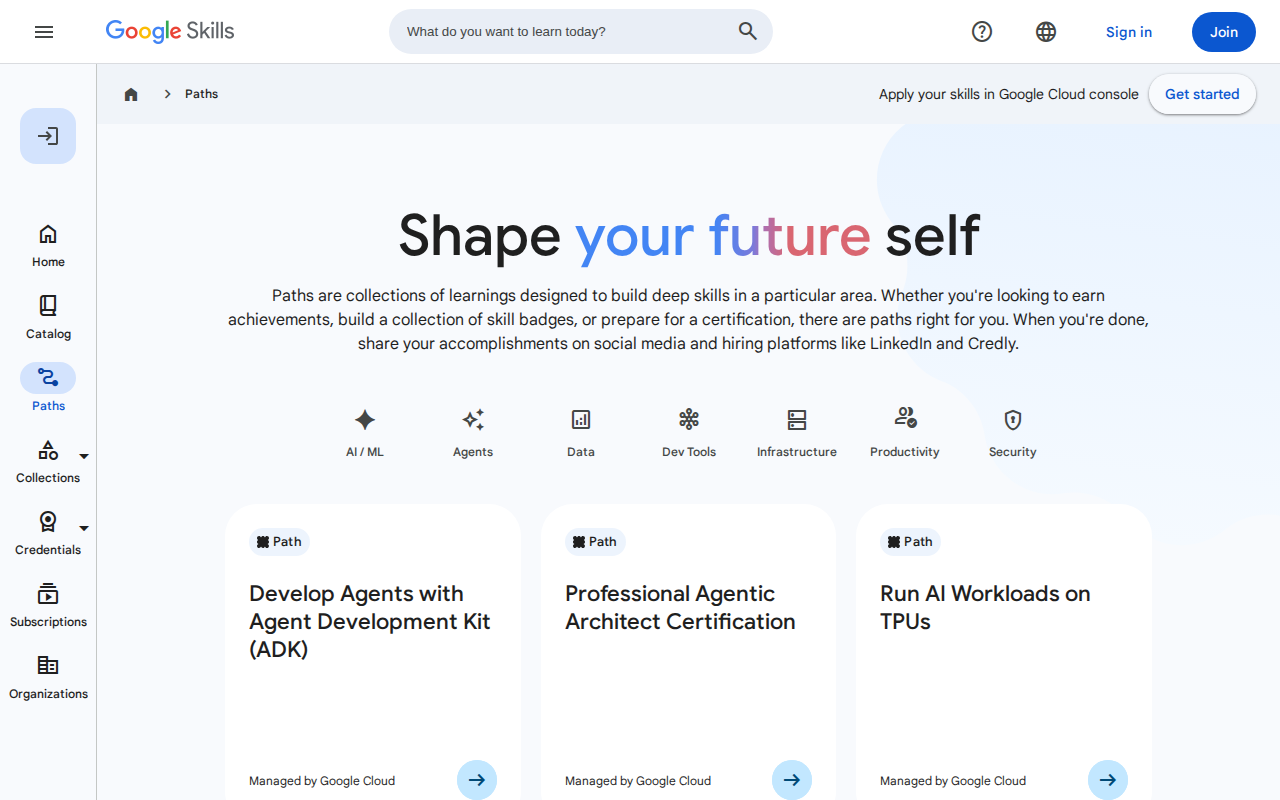 Google Skills
What do you want to learn today?
Sign in
Join
Paths
Apply your skills in Google Cloud console
Get started
Home
Catalog
Paths
Collections
Credentials
Subscriptions
Organizations
Shape your future self
Paths are collections of learnings designed to build deep skills in a particular area. Whether you're looking to earn
achievements, build a collection of skill badges, or prepare for a certification, there are paths right for you. When you're done,
share your accomplishments on social media and hiring platforms like LinkedIn and Credly.
AI / ML
Agents
Data
Dev Tools
Infrastructure
Productivity
Security
Path
Develop Agents with
Agent Development Kit
(ADK)
Managed by Google Cloud
Path
Professional Agentic
Architect Certification
Managed by Google Cloud
Path
Run AI Workloads on
TPUs
Managed by Google Cloud